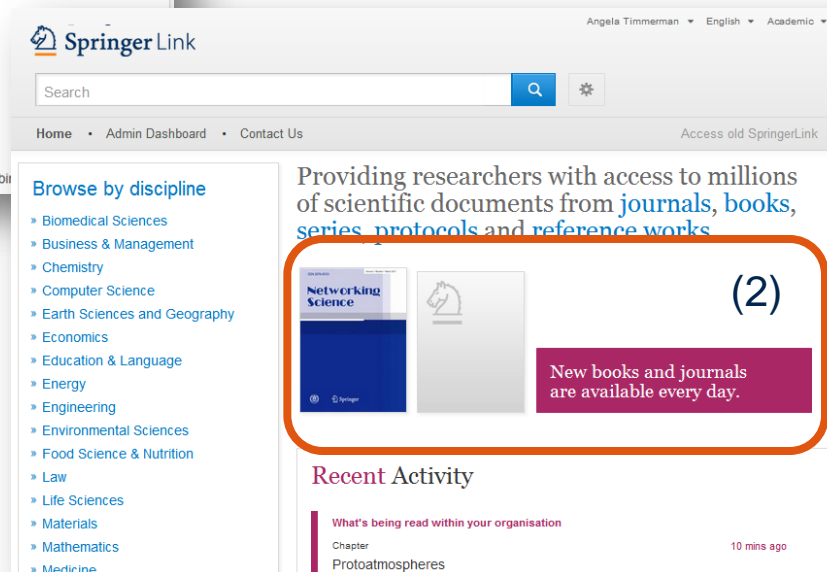 Angela Timmerman English Academic
Springer Link
Search
Home • Admin Dashboard • Contact Us
Access old SpringerLink
Browse by discipline
» Biomedical Sciences
» Business & Management
» Chemistry
» Computer Science
» Earth Sciences and Geography
» Economics
» Education & Language
» Energy
» Engineering
» Environmental Sciences
» Food Science & Nutrition
» Law
» Life Sciences
» Materials
» Mathematics
» Medicine
Providing researchers with access to millions
of scientific documents from journals, books,
series, protocols and reference works
Networking
Science
Springer
(2)
New books and journals
are available every day.
Recent Activity
What's being read within your organisation
Chapter
10 mins ago
Protoatmospheres